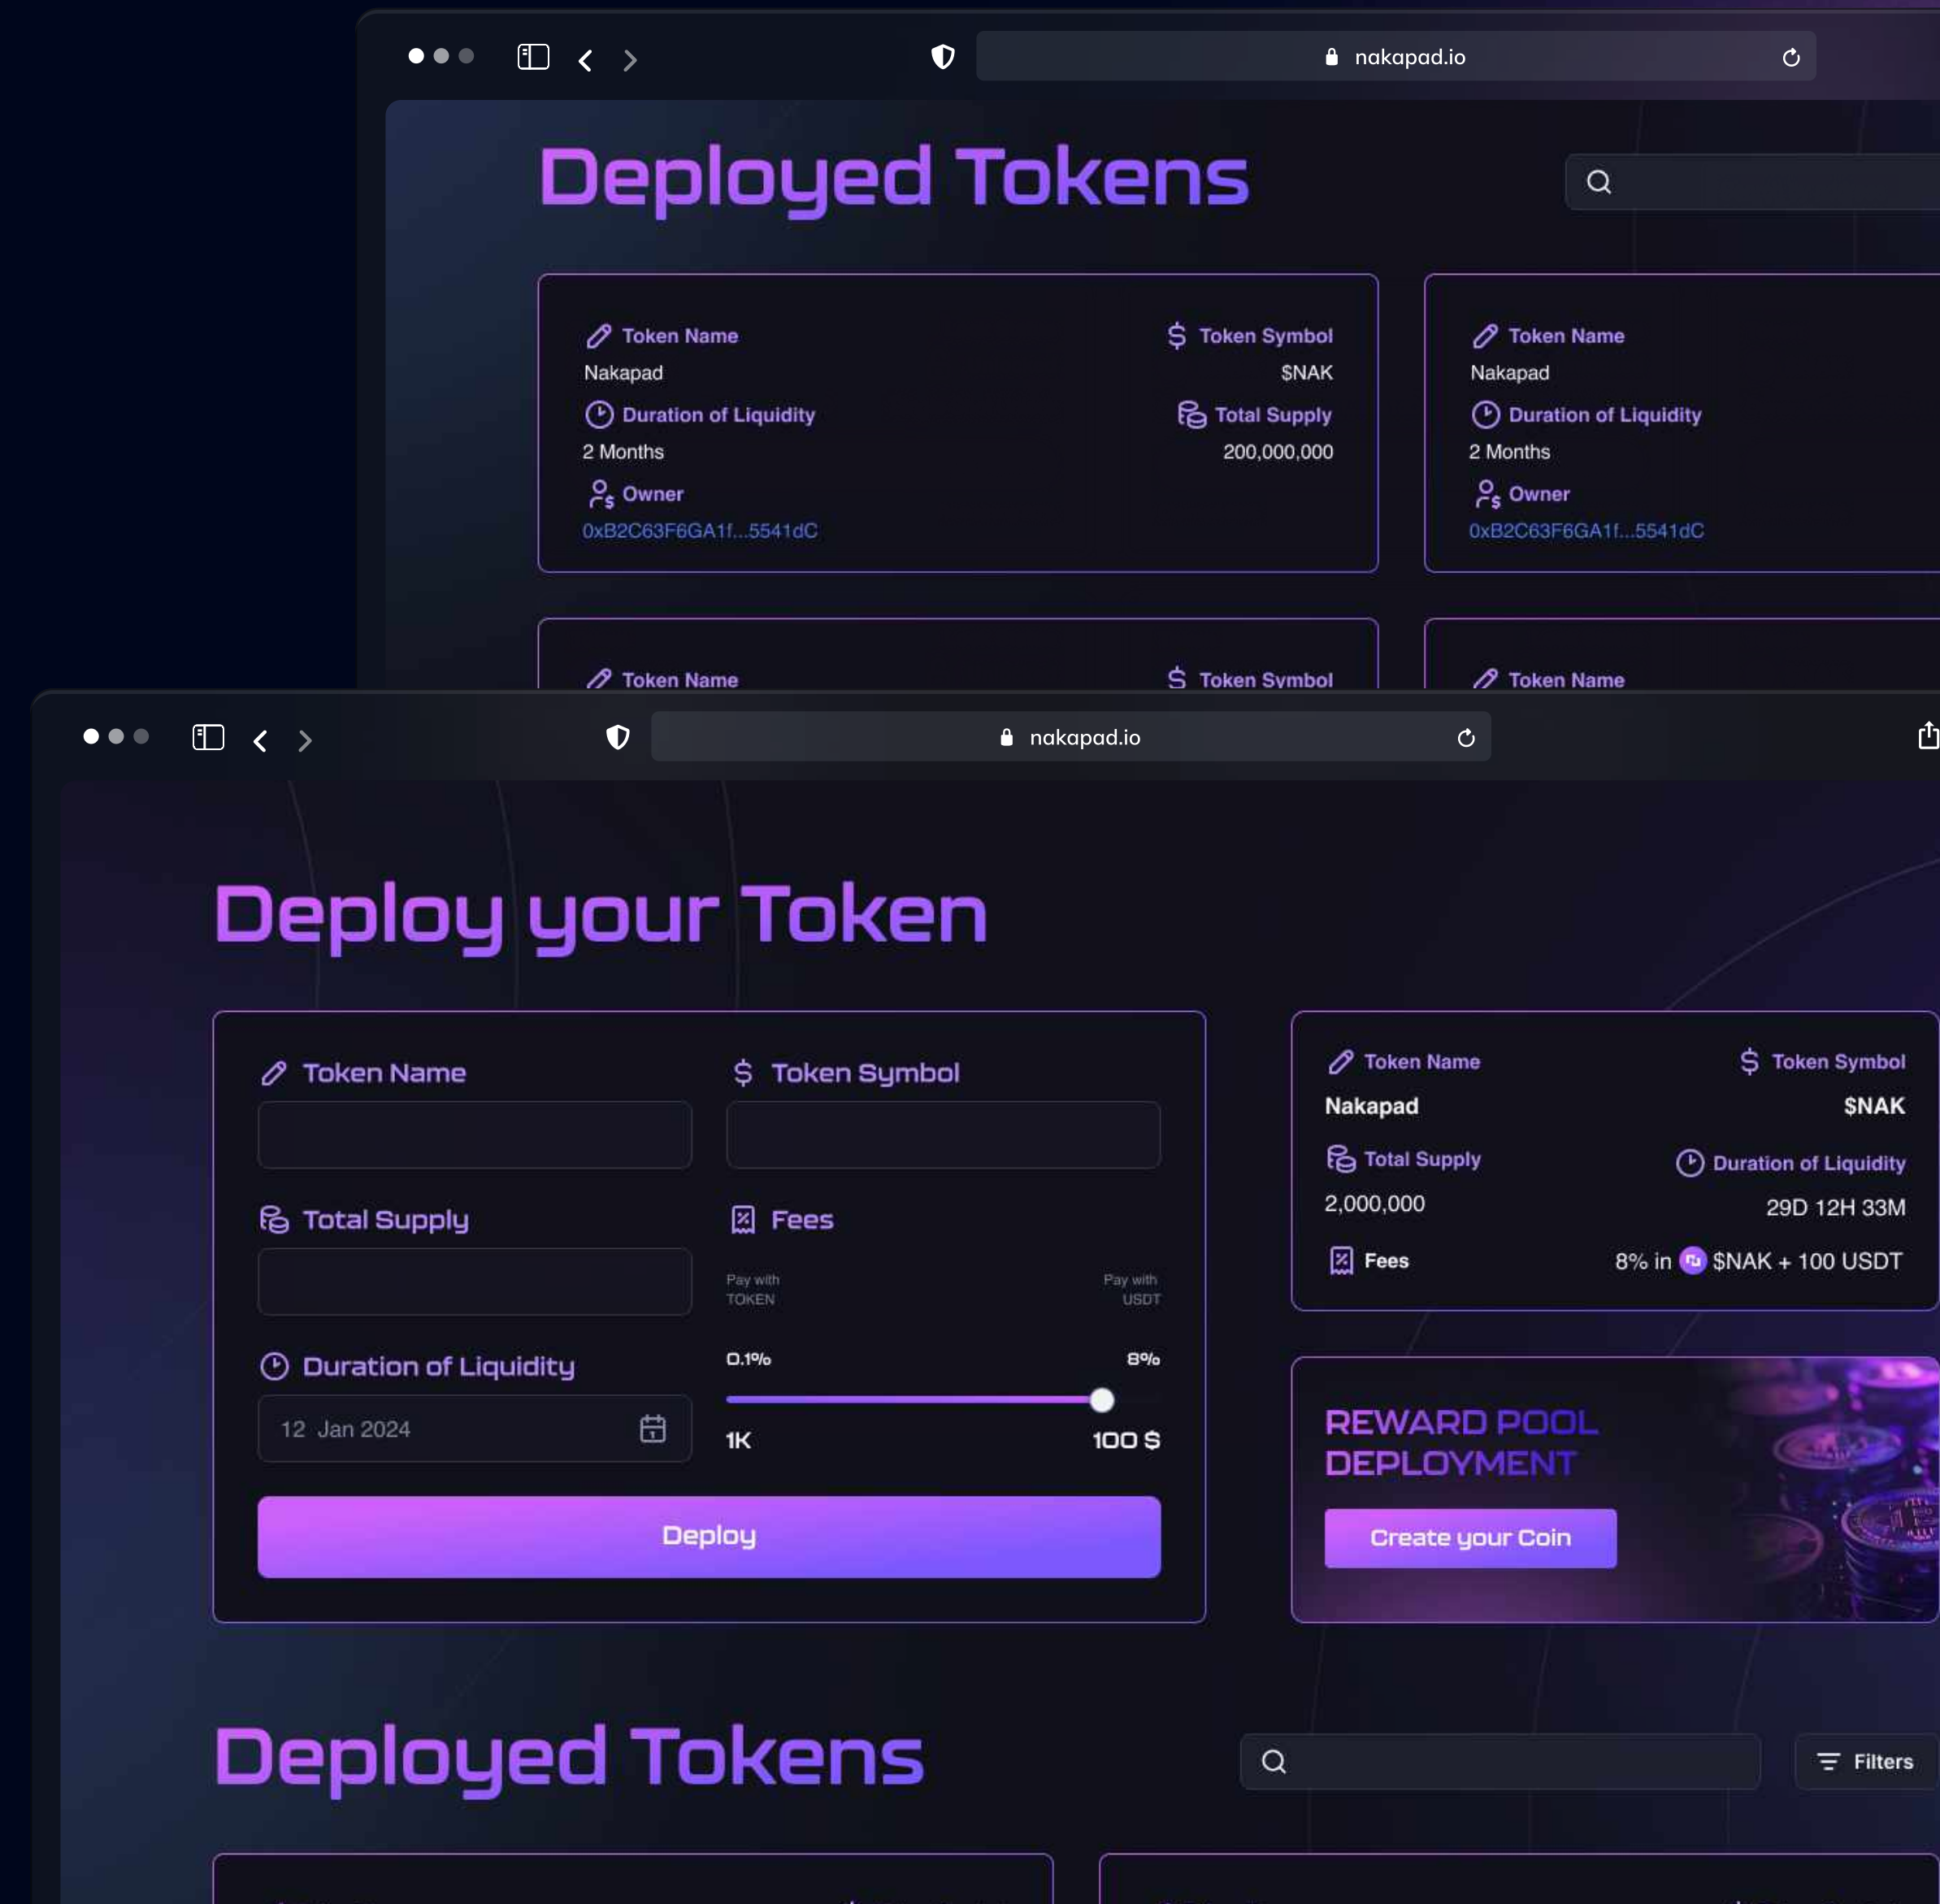 nakapad.io
Deployed Tokens
Token Name
Token Symbol
Nakapad
$NAK
Duration of Liquidity
Total Supply
2 Months
200,000,000
Owner
0xB2C63F6GA1f...5541dC
Token Name
Nakapad
Duration of Liquidity
2 Months
Owner
0xB2C63F6GA1f...5541dC
Token Name
Token Symbol
Token Name
nakapad.io
Deploy your Token
Token Name
Token Symbol
Total Supply
Fees
Pay with
TOKEN
Pay with
USDT
Duration of Liquidity
0.1%
8%
12 Jan 2024
1K
100 $
Deploy
Token Name
Token Symbol
Nakapad
$NAK
Total Supply
Duration of Liquidity
2,000,000
29D 12H 33M
Fees
8% in $NAK + 100 USDT
REWARD POOL
DEPLOYMENT
Create your Coin
Deployed Tokens
Filters